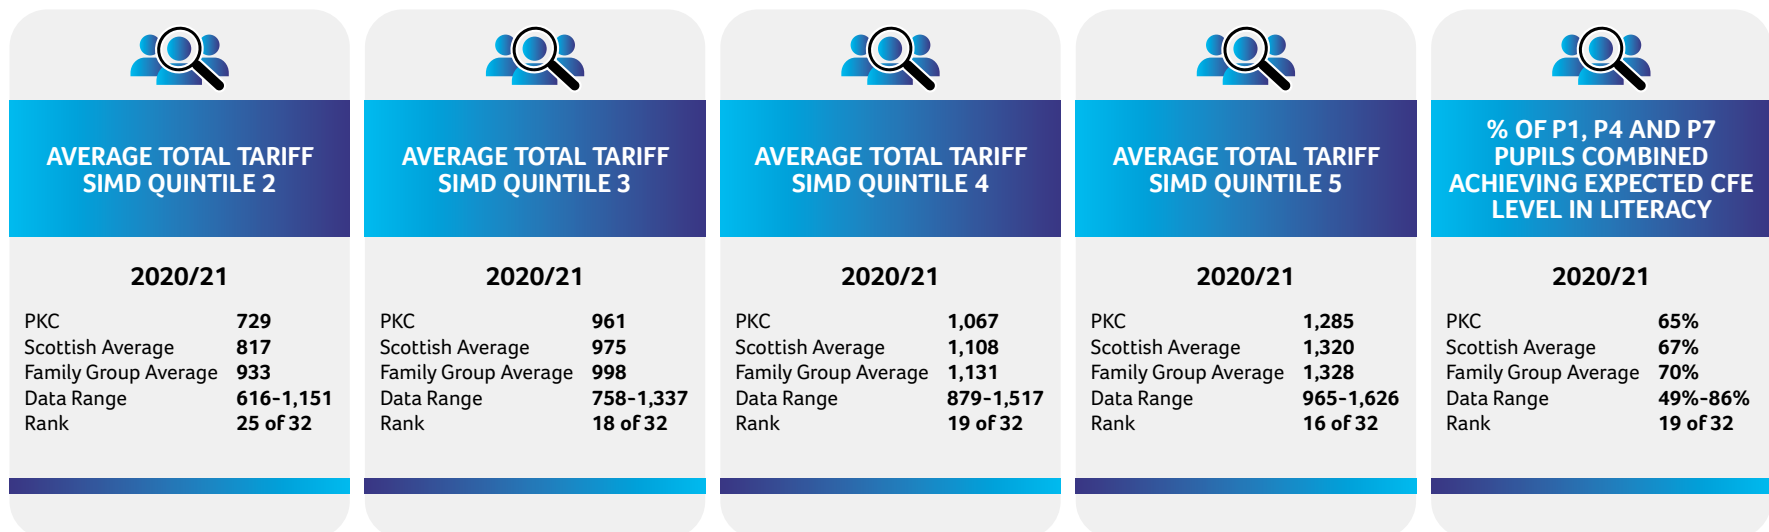 AVERAGE TOTAL TARIFF
SIMD QUINTILE 2
2020/21
PKC 729
Scottish Average 817
Family Group Average 933
Data Range 616-1,151
Rank 25 of 32
AVERAGE TOTAL TARIFF
SIMD QUINTILE 3
2020/21
PKC 961
Scottish Average 975
Family Group Average 998
Data Range 758-1,337
Rank 18 of 32
AVERAGE TOTAL TARIFF
SIMD QUINTILE 4
2020/21
PKC 1,067
Scottish Average 1,108
Family Group Average 1,131
Data Range 879-1,517
Rank 19 of 32
AVERAGE TOTAL TARIFF
SIMD QUINTILE 5
2020/21
PKC 1,285
Scottish Average 1,320
Family Group Average 1,328
Data Range 965-1,626
Rank 16 of 32
% OF P1, P4 AND P7
PUPILS COMBINED
ACHIEVING EXPECTED CFE
LEVEL IN LITERACY
2020/21
PKC 65%
Scottish Average 67%
Family Group Average 70%
Data Range 49%-86%
Rank 19 of 32